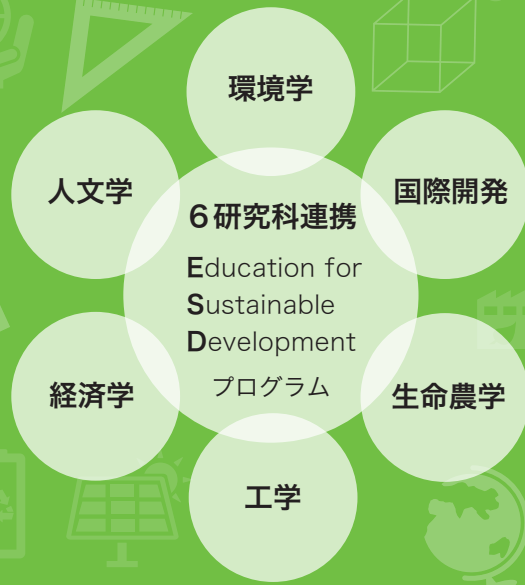 環境学
人文学
国際開発
6研究科連携
Education for
Sustainable
Development
プログラム
経済学
生命農学
工学